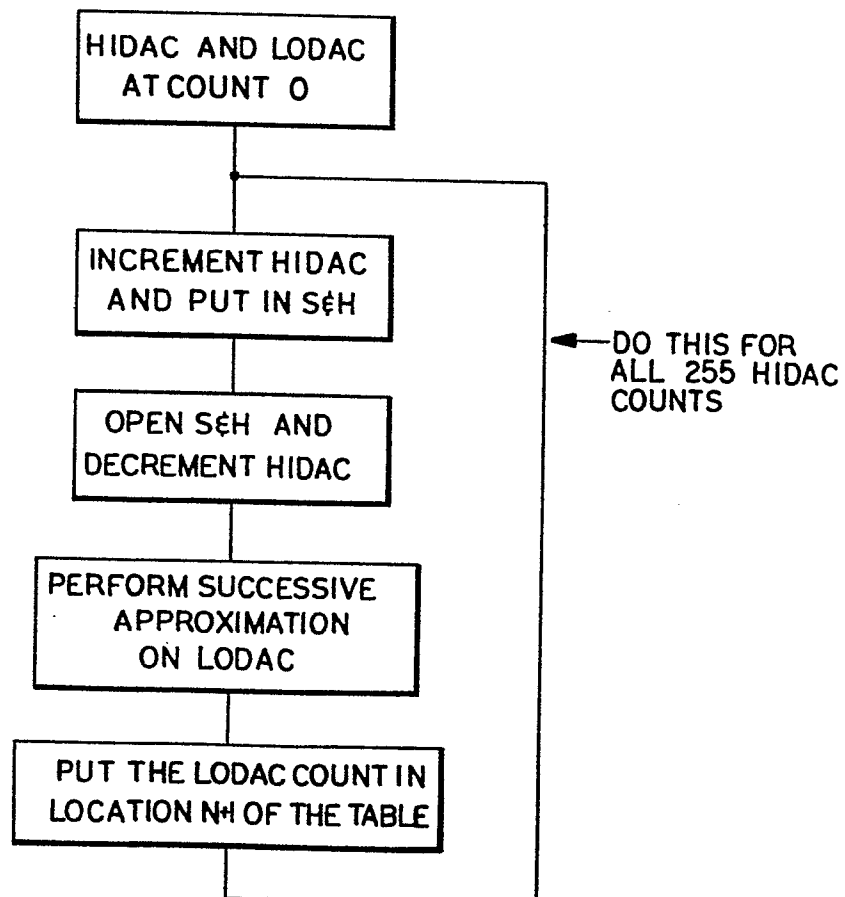 HIDAC AND LODAC
AT COUNT 0
INCREMENT HIDAC
AND PUT IN S&H
DO THIS FOR
ALL 255 HIDAC
COUNTS
OPEN S&H AND
DECREMENT HIDAC
PERFORM SUCCESSIVE
APPROXIMATION
ON LODAC
PUT THE LODAC COUNT IN
LOCATION N+1 OF THE TABLE